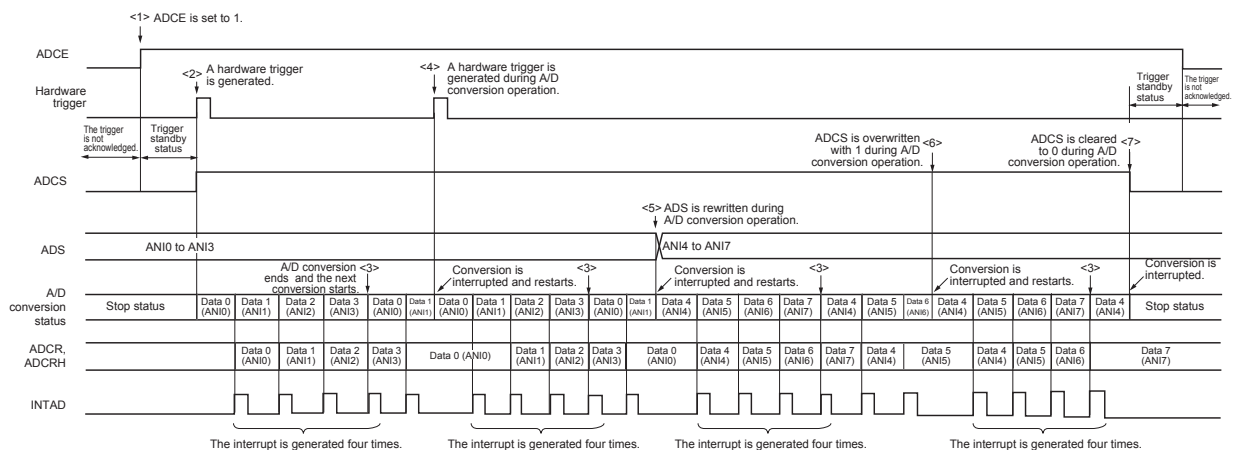 <1> ADCE is set to 1.
ADCE
<2> A hardware trigger
is generated.
<4> A hardware trigger is
generated during A/D
conversion operation.
Hardware
trigger
The trigger
is not
acknowledged.
Trigger
standby
status
Trigger
standby
status
The trigger
is not
acknowledged.
ADCS is overwritten
with 1 during A/D
conversion operation.
<6>
ADCS is cleared
to 0 during A/D
conversion operation.
<7>
ADCS
<5> ADS is rewritten during
A/D conversion operation.
ADS
ANI0 to ANI3
ANI4 to ANI7
A/D conversion
ends and the next
conversion starts.
<3>
Conversion is
interrupted and restarts.
<3>
Conversion is
interrupted and restarts.
<3>
Conversion is
interrupted and restarts.
<3>
Conversion is
interrupted.
A/D
conversion
status
Stop status
Data 0
(ANI0)
Data 1
(ANI1)
Data 2
(ANI2)
Data 3
(ANI3)
Data 0
(ANI0)
Data 1
(ANI1)
Data 0
(ANI0)
Data 1
(ANI1)
Data 2
(ANI2)
Data 3
(ANI3)
Data 0
(ANI0)
Data 1
(ANI1)
Data 4
(ANI4)
Data 5
(ANI5)
Data 6
(ANI6)
Data 7
(ANI7)
Data 4
(ANI4)
Data 5
(ANI5)
Data 6
(ANI6)
Data 4
(ANI4)
Data 5
(ANI5)
Data 6
(ANI6)
Data 7
(ANI7)
Data 4
(ANI4)
Stop status
ADCR,
ADCRH
Data 0
(ANI0)
Data 1
(ANI1)
Data 2
(ANI2)
Data 3
(ANI3)
Data 0 (ANI0)
Data 1
(ANI1)
Data 2
(ANI2)
Data 3
(ANI3)
Data 0
(ANI0)
Data 4
(ANI4)
Data 5
(ANI5)
Data 6
(ANI6)
Data 7
(ANI7)
Data 4
(ANI4)
Data 5
(ANI5)
Data 4
(ANI4)
Data 5
(ANI5)
Data 6
(ANI6)
Data 7
(ANI7)
INTAD
The interrupt is generated four times.
The interrupt is generated four times.
The interrupt is generated four times.
The interrupt is generated four times.